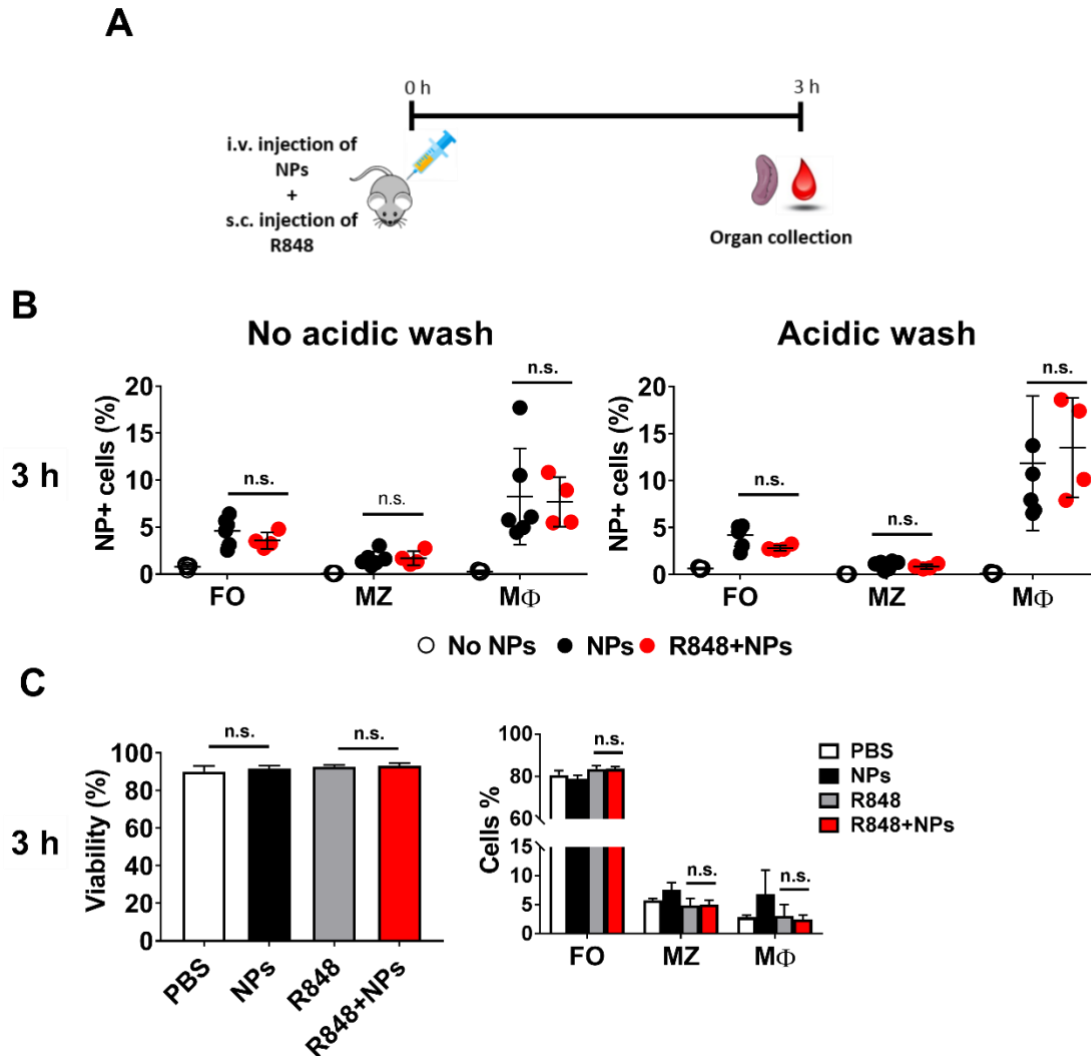 A
0 h
3 h
i.v. injection of
NPs
+
s.c. injection of
R848
Organ collection
B
No acidic wash
Acidic wash
3 h
NP+ cells (%)
20
15
10
5
0
n.s.
n.s.
n.s.
FO
MZ
MΦ
NP+ cells (%)
20
15
10
5
0
n.s.
n.s.
n.s.
FO
MZ
MΦ
No NPs
NPs
R848+NPs
C
3 h
Viability (%)
100
80
60
40
20
0
n.s.
n.s.
PBS
NPs
R848
R848+NPs
Cells %
100
80
60
15
10
5
0
n.s.
n.s.
n.s.
FO
MZ
MΦ
PBS
NPs
R848
R848+NPs